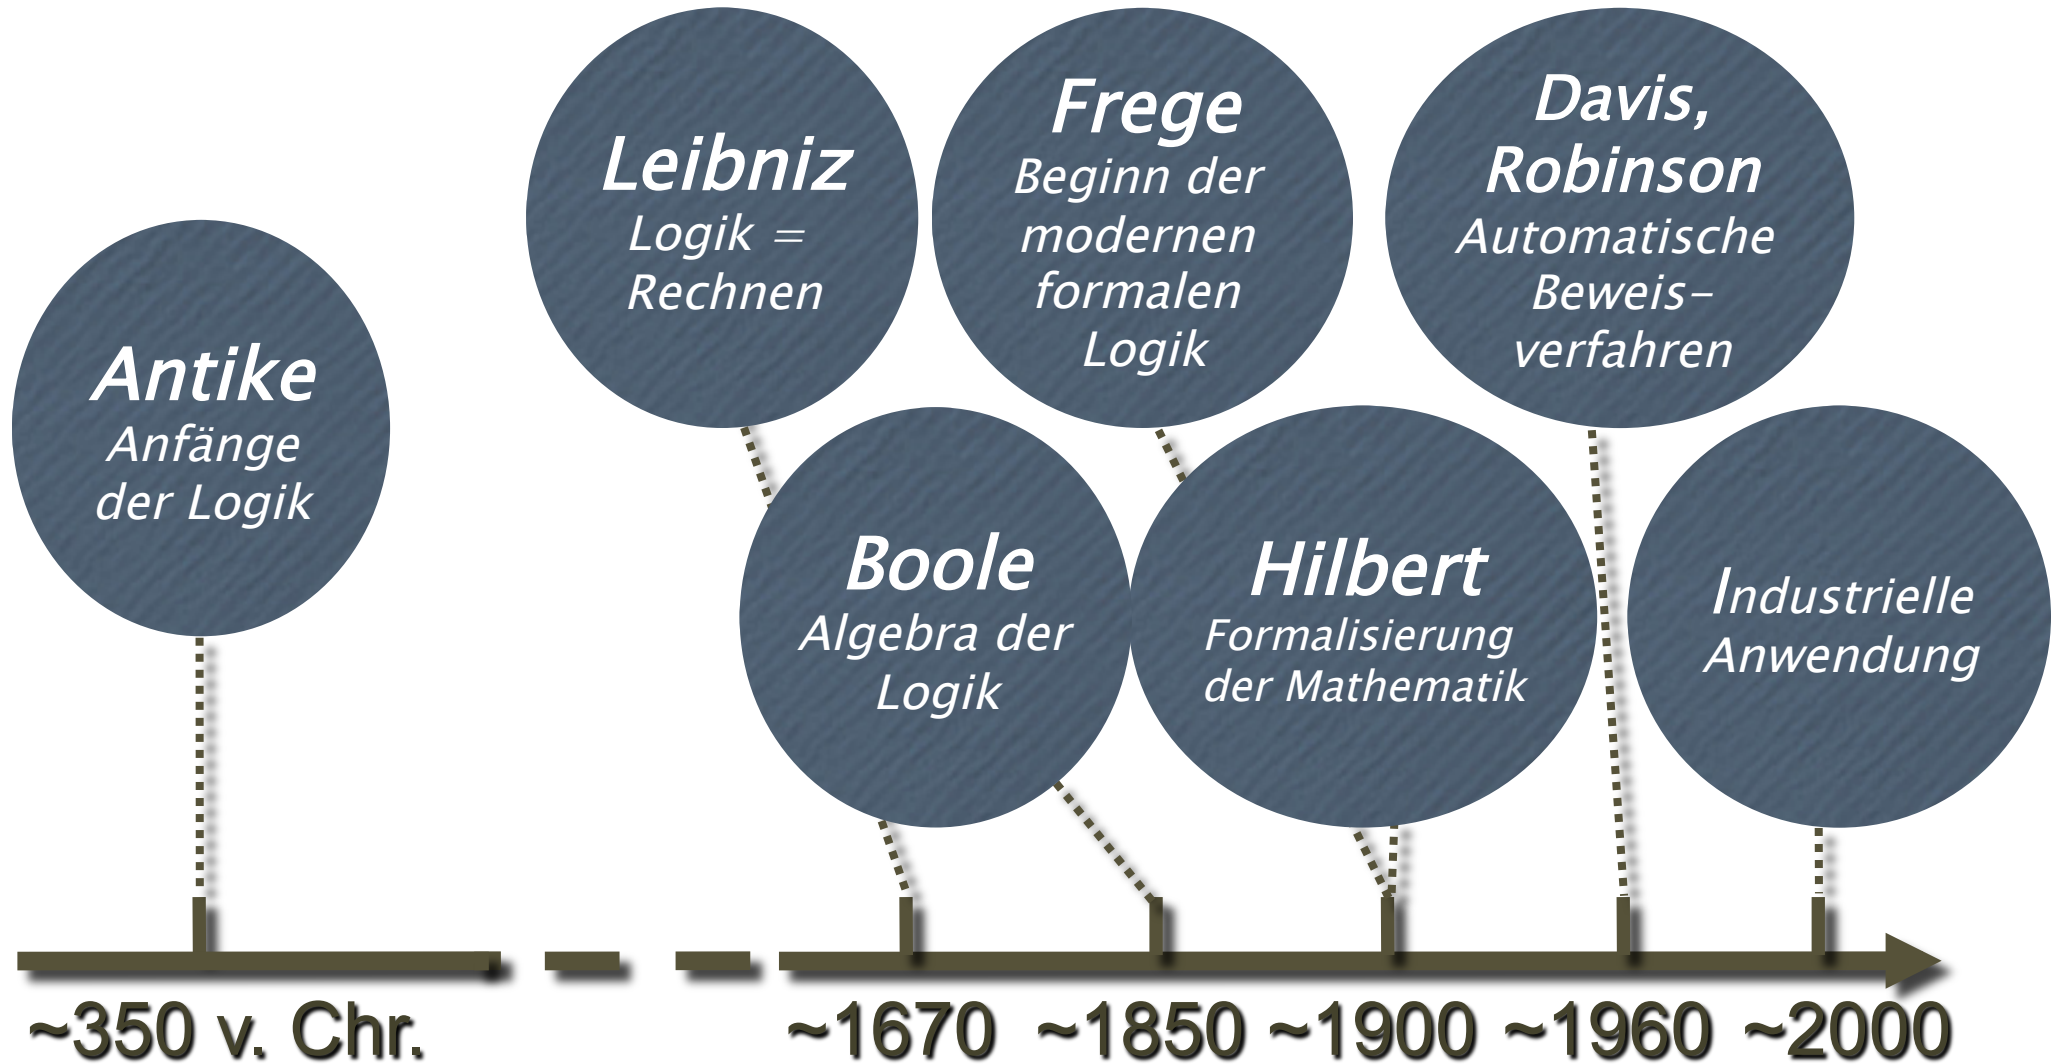 Antike
Anfänge
der Logik
Leibniz
Logik =
Rechnen
Boole
Algebra der
Logik
Frege
Beginn der
modernen
formalen
Logik
Hilbert
Formalisierung
der Mathematik
Davis,
Robinson
Automatische
Beweis-
verfahren
Industrielle
Anwendung
~350 v. Chr.
~1670
~1850
~1900
~1960
~2000